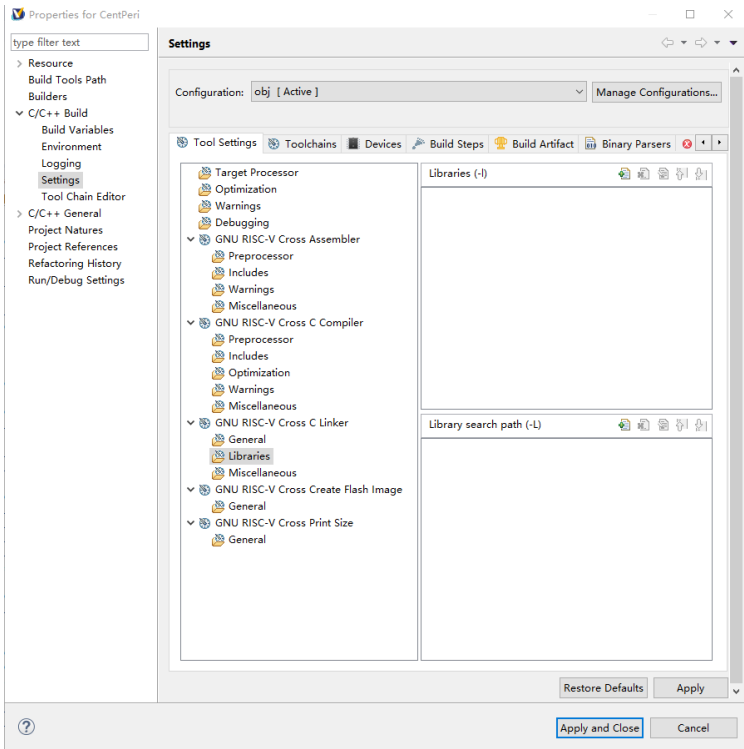 Properties for CentPeri
type filter text
Resource
Build Tools Path
Builders
C/C++ Build
Build Variables
Environment
Logging
Settings
Tool Chain Editor
C/C++ General
Project Natures
Project References
Refactoring History
Run/Debug Settings
Settings
Configuration: obj [ Active ] Manage Configurations...
Tool Settings Toolchains Devices Build Steps Build Artifact Binary Parsers
Target Processor
Optimization
Warnings
Debugging
GNU RISC-V Cross Assembler
Preprocessor
Includes
Warnings
Miscellaneous
GNU RISC-V Cross C Compiler
Preprocessor
Includes
Optimization
Warnings
Miscellaneous
GNU RISC-V Cross C Linker
General
Libraries
Miscellaneous
GNU RISC-V Cross Create Flash Image
General
GNU RISC-V Cross Print Size
General
Libraries (-l)
Library search path (-L)
Restore Defaults Apply
Apply and Close Cancel